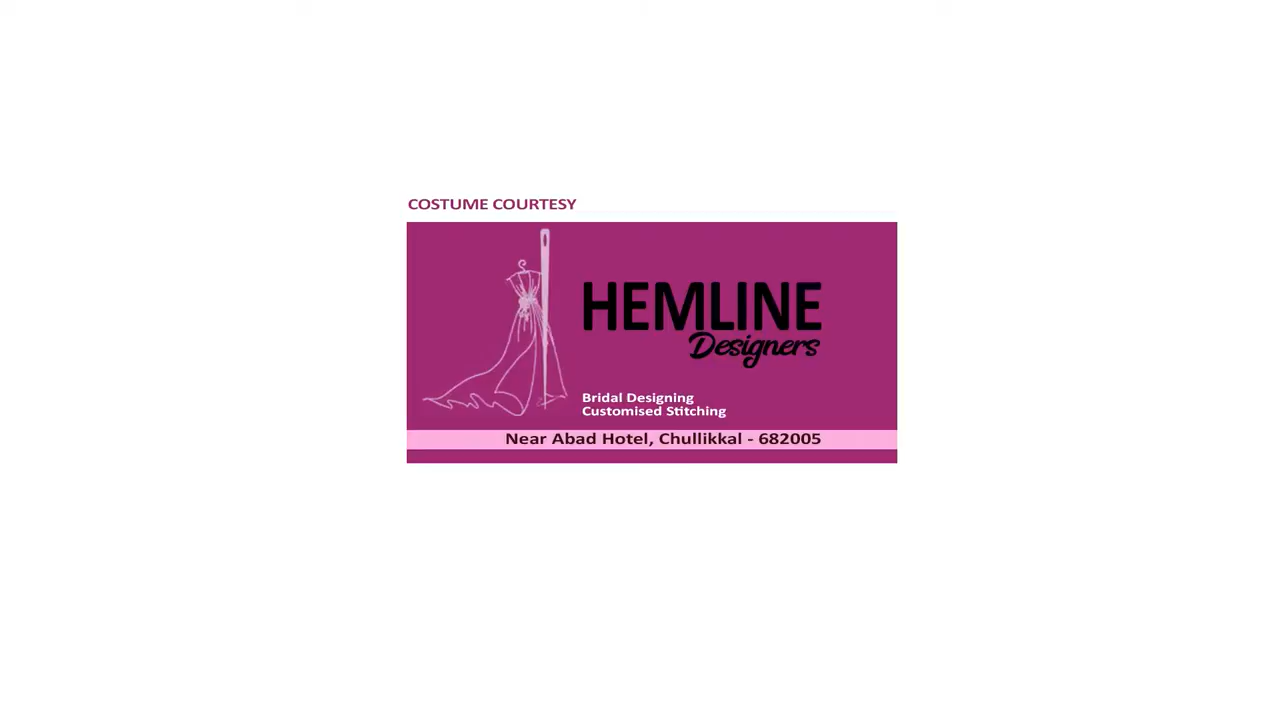 COSTUME COURTESY
HEMLINE
Designers
Bridal Designing
Customised Stitching
Near Abad Hotel, Chullikkal - 682005